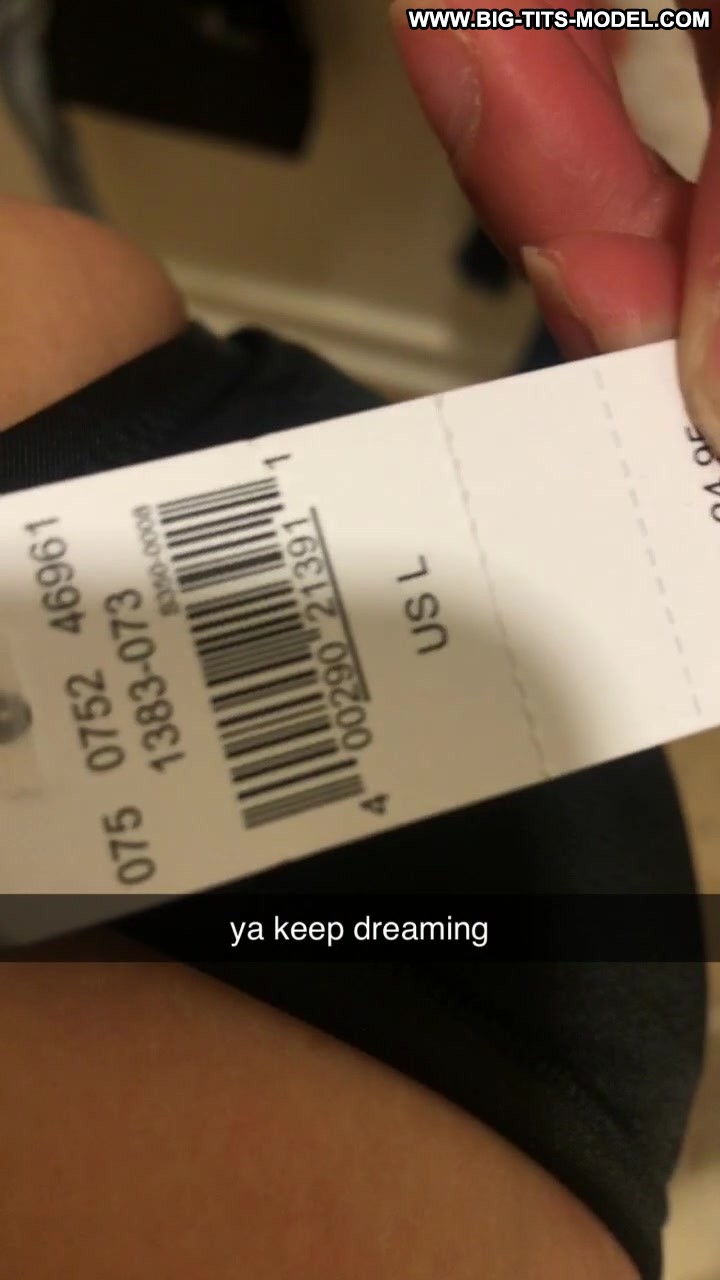 WWW.BIG-TITS-MODEL.COM
075 0752 46961
1383-073
4 00290 21391 1
US L
ya keep dreaming